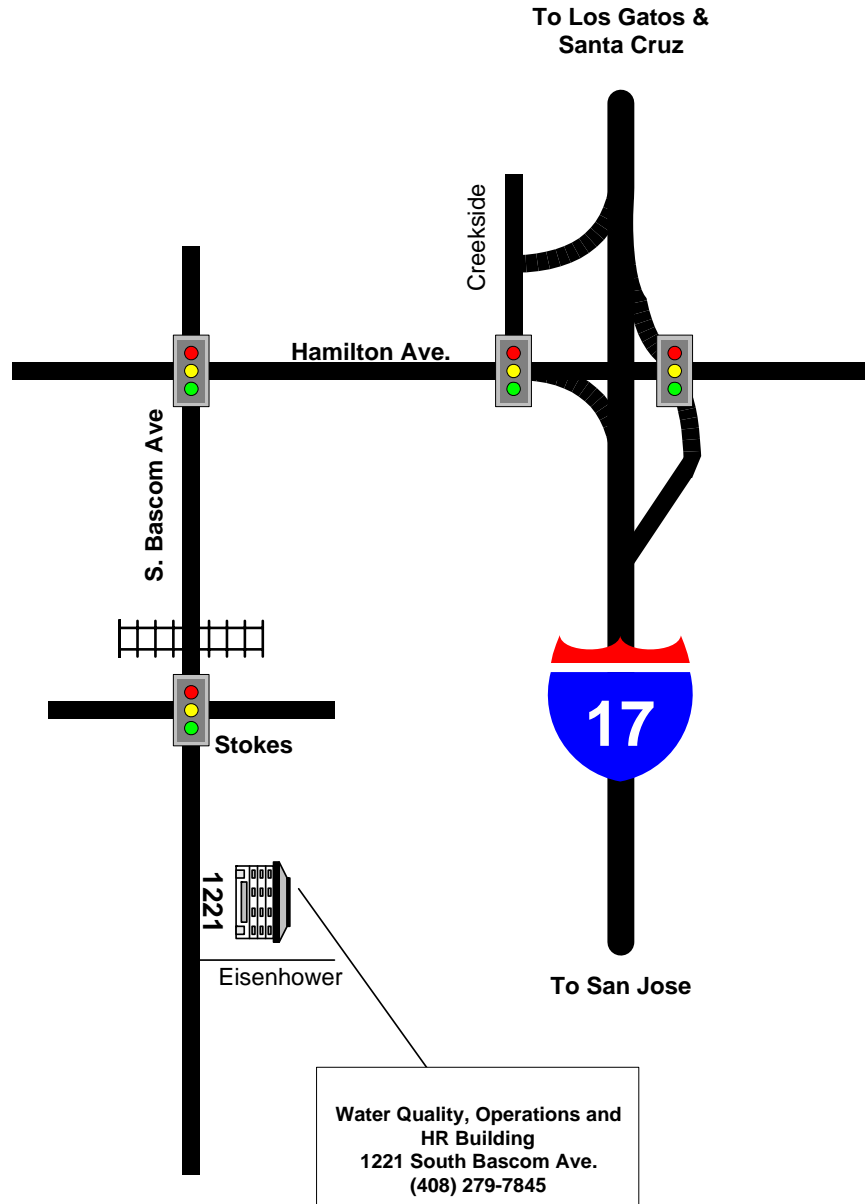 To Los Gatos &
Santa Cruz
Creekside
Hamilton Ave.
S. Bascom Ave
17
Stokes
1221
Eisenhower
To San Jose
Water Quality, Operations and
HR Building
1221 South Bascom Ave.
(408) 279-7845